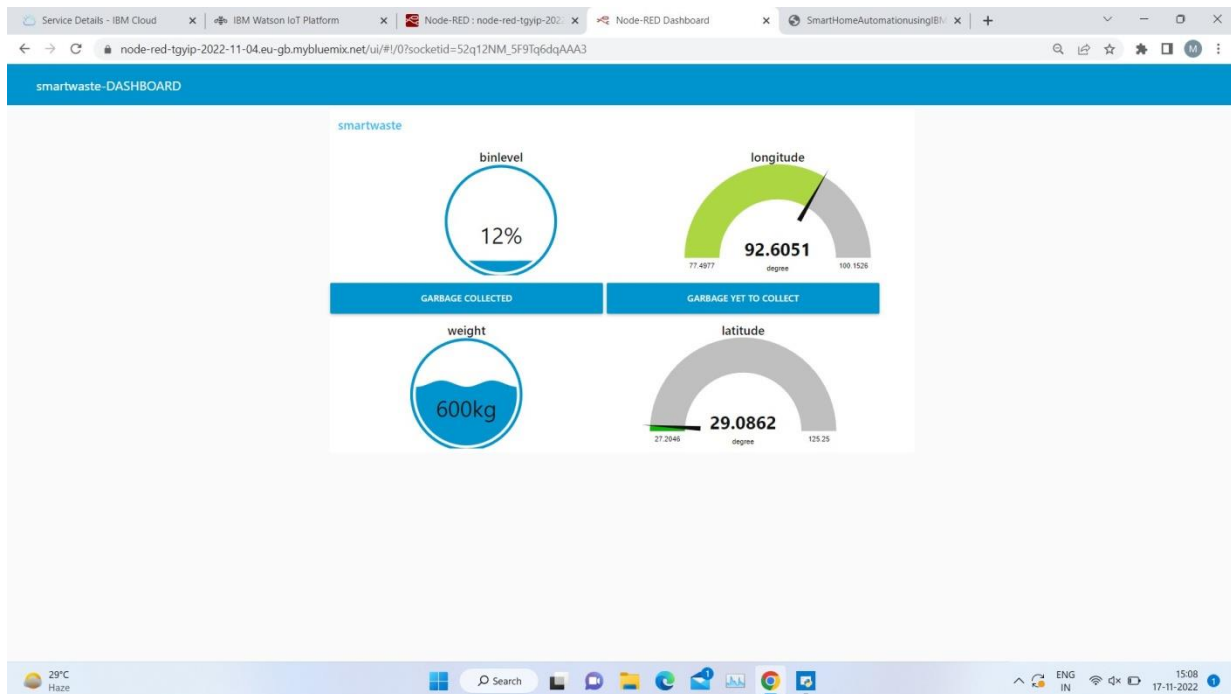 Service Details - IBM Cloud
IBM Watson IoT Platform
Node-RED : node-red-tgyip-202
Node-RED Dashboard
SmartHomeAutomationusingIBM
node-red-tgyip-2022-11-04.eu-gb.mybluemix.net/ui/#!/0?socketid=52q12NM_5F9Tq6dqAAA3
M
smartwaste-DASHBOARD
smartwaste
binlevel
12%
longitude
92.6051
77.4977
degree
100.1526
GARBAGE COLLECTED
GARBAGE YET TO COLLECT
weight
600kg
latitude
29.0862
27.2046
degree
125.25
29°C
Haze
Search
1
ENG
IN
15:08
17-11-2022
1